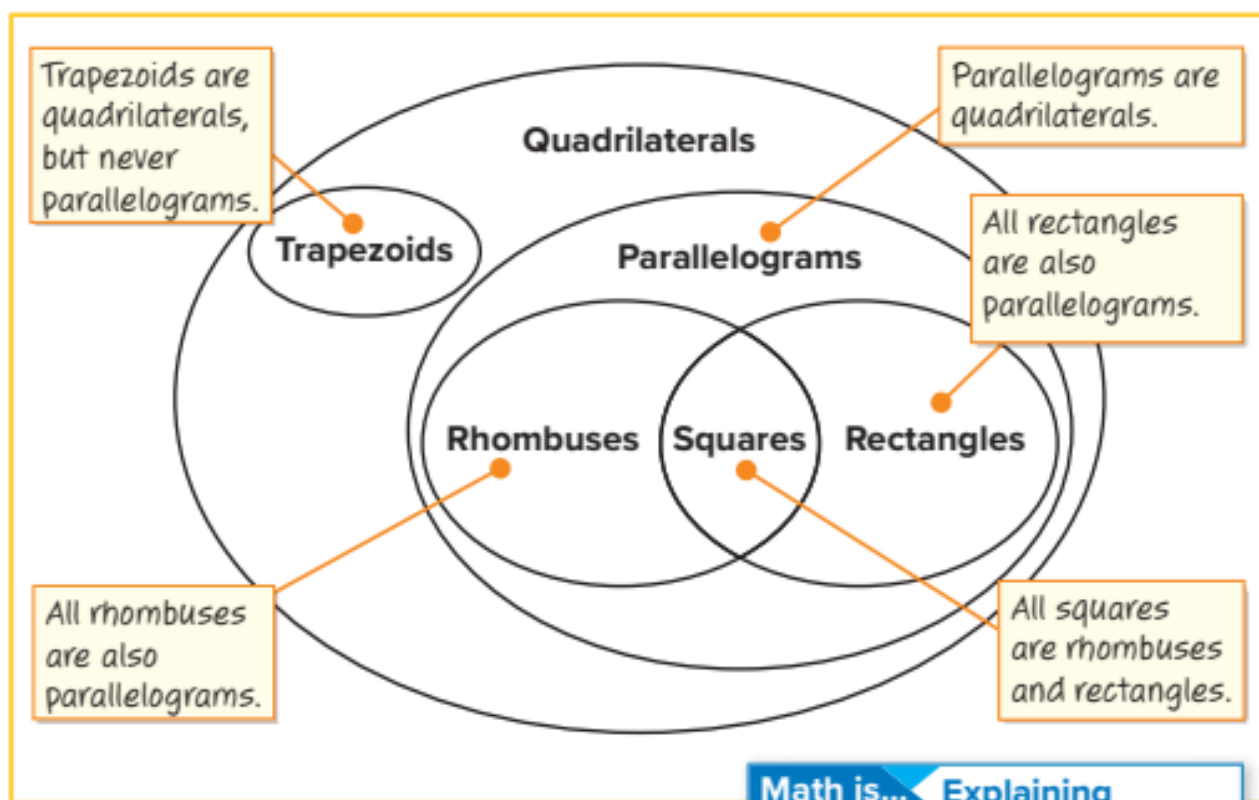 Trapezoids are
quadrilaterals,
but never
parallelograms.
Parallelograms are
quadrilaterals.
Quadrilaterals
Trapezoids
Parallelograms
All rectangles
are also
parallelograms.
Rhombuses
Squares
Rectangles
All rhombuses
are also
parallelograms.
All squares
are rhombuses
and rectangles.
Math is... Explaining